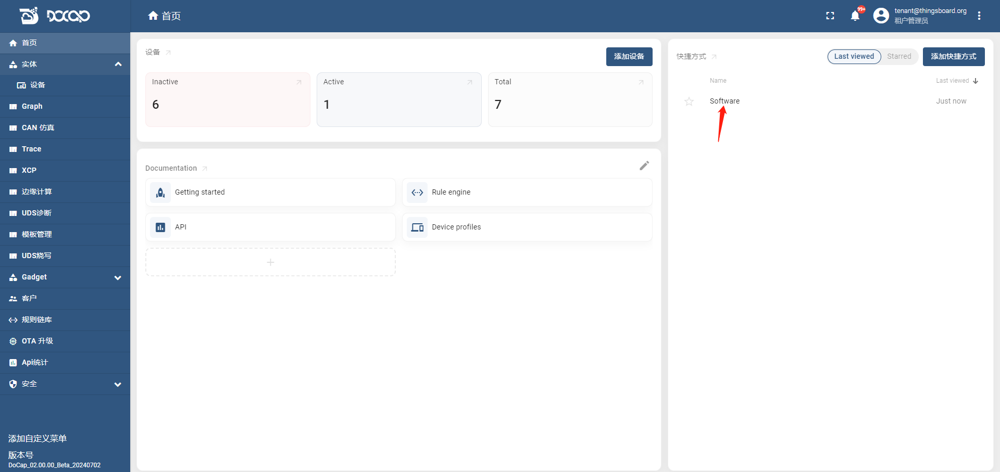 DOCAP
首页
99+
tenant@thingsboard.org
租户管理员
首页
实体
设备
Graph
CAN 仿真
Trace
XCP
边缘计算
UDS诊断
模板管理
UDS烧写
Gadget
客户
规则链库
OTA 升级
Api统计
安全
添加自定义菜单
版本号
DoCap_02.00.00_Beta_20240702
设备
添加设备
Inactive
6
Active
1
Total
7
Documentation
Getting started
Rule engine
API
Device profiles
快捷方式
Last viewed
Starred
添加快捷方式
Name
Last viewed
Software
Just now